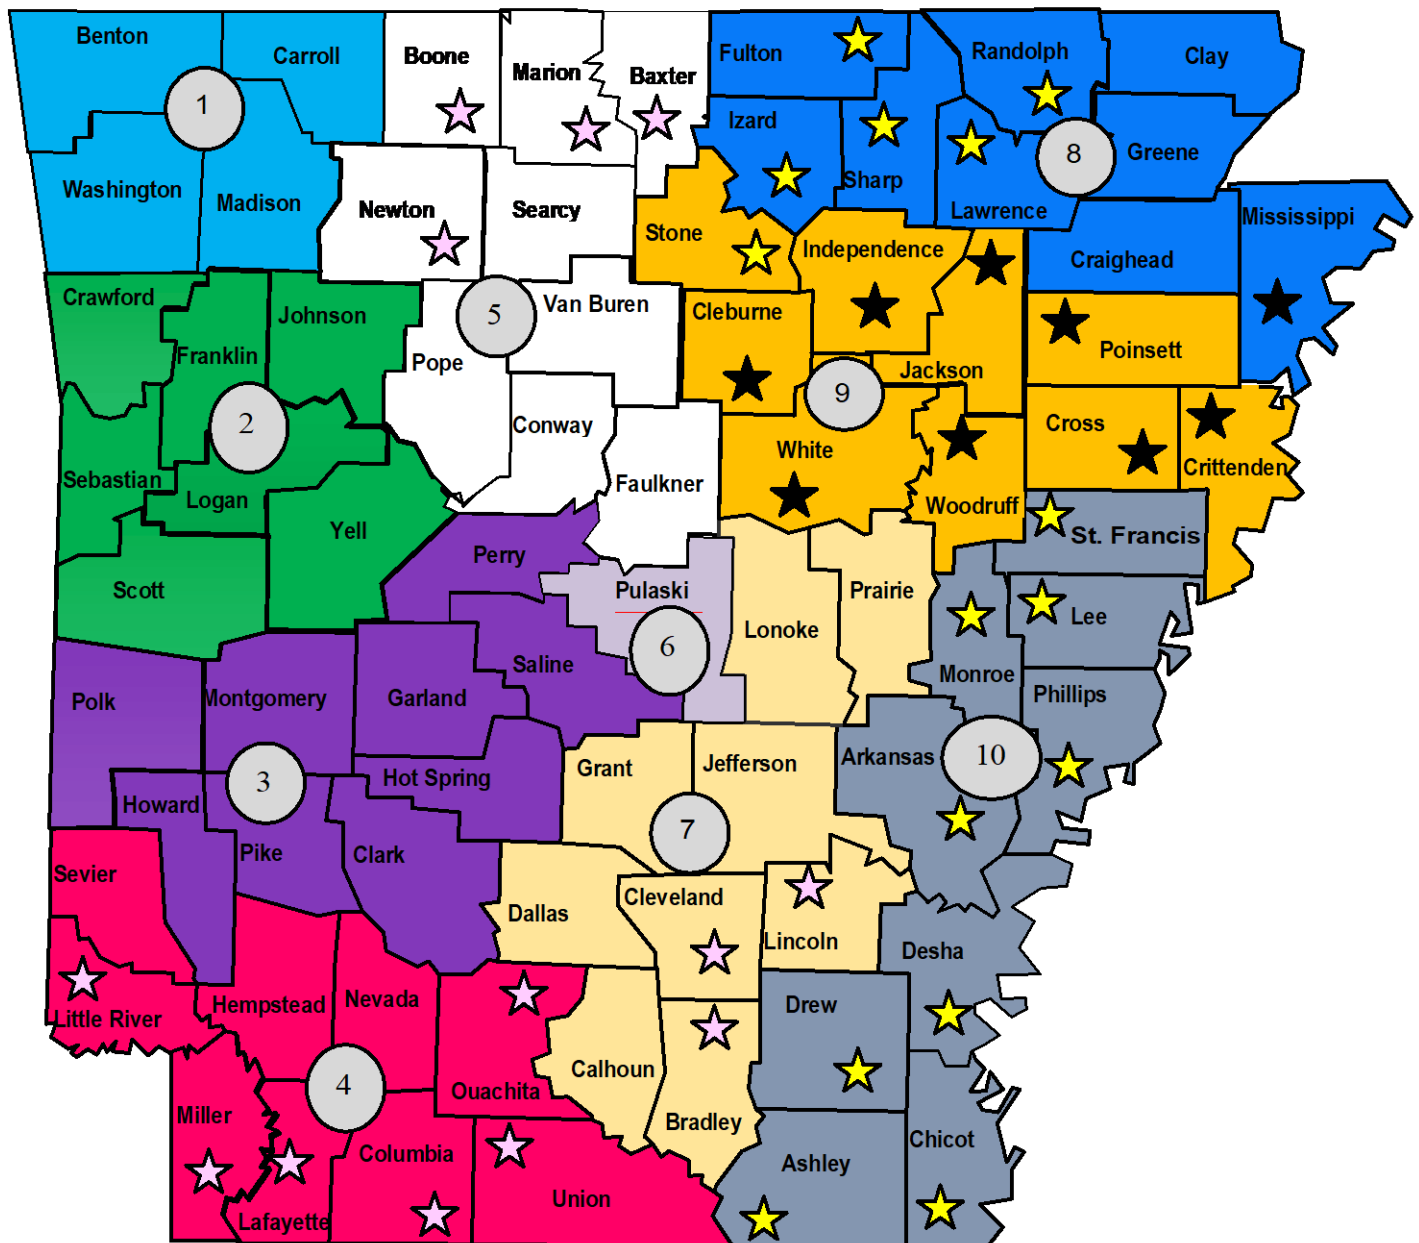 Benton
Carroll
Boone
Marion
Baxter
Fulton
Randolph
Clay
1
Izard
Sharp
8
Greene
Washington
Madison
Newton
Searcy
Lawrence
Mississippi
Stone
Independence
Craighead
Crawford
Johnson
5
Van Buren
Cleburne
Franklin
Pope
Jackson
Poinsett
2
9
Conway
White
Cross
Sebastian
Logan
Faulkner
Crittenden
Woodruff
Yell
Perry
St. Francis
Scott
Pulaski
Prairie
Lee
Lonoke
6
Saline
Monroe
Polk
Montgomery
Garland
Phillips
Arkansas
10
Grant
Jefferson
3
Hot Spring
Howard
7
Pike
Clark
Sevier
Cleveland
Dallas
Lincoln
Desha
Hempstead
Nevada
Drew
Little River
Calhoun
4
Ouachita
Miller
Bradley
Chicot
Columbia
Ashley
Union
Lafayette